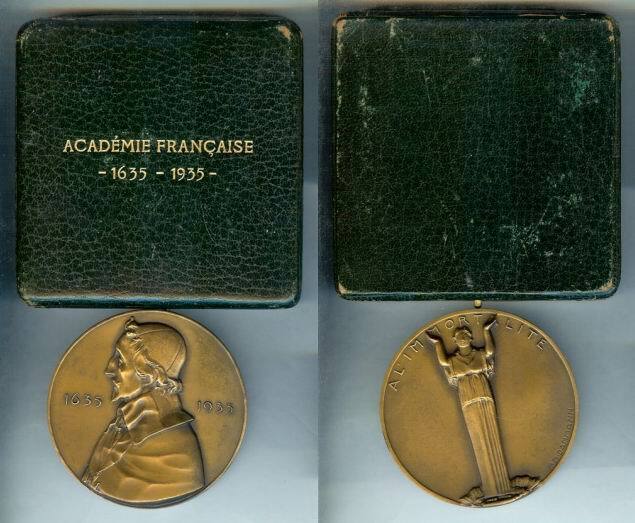 ACADÉMIE FRANÇAISE
- 1635 - 1935 -
1635 1935
A L'IMMORTALITÉ